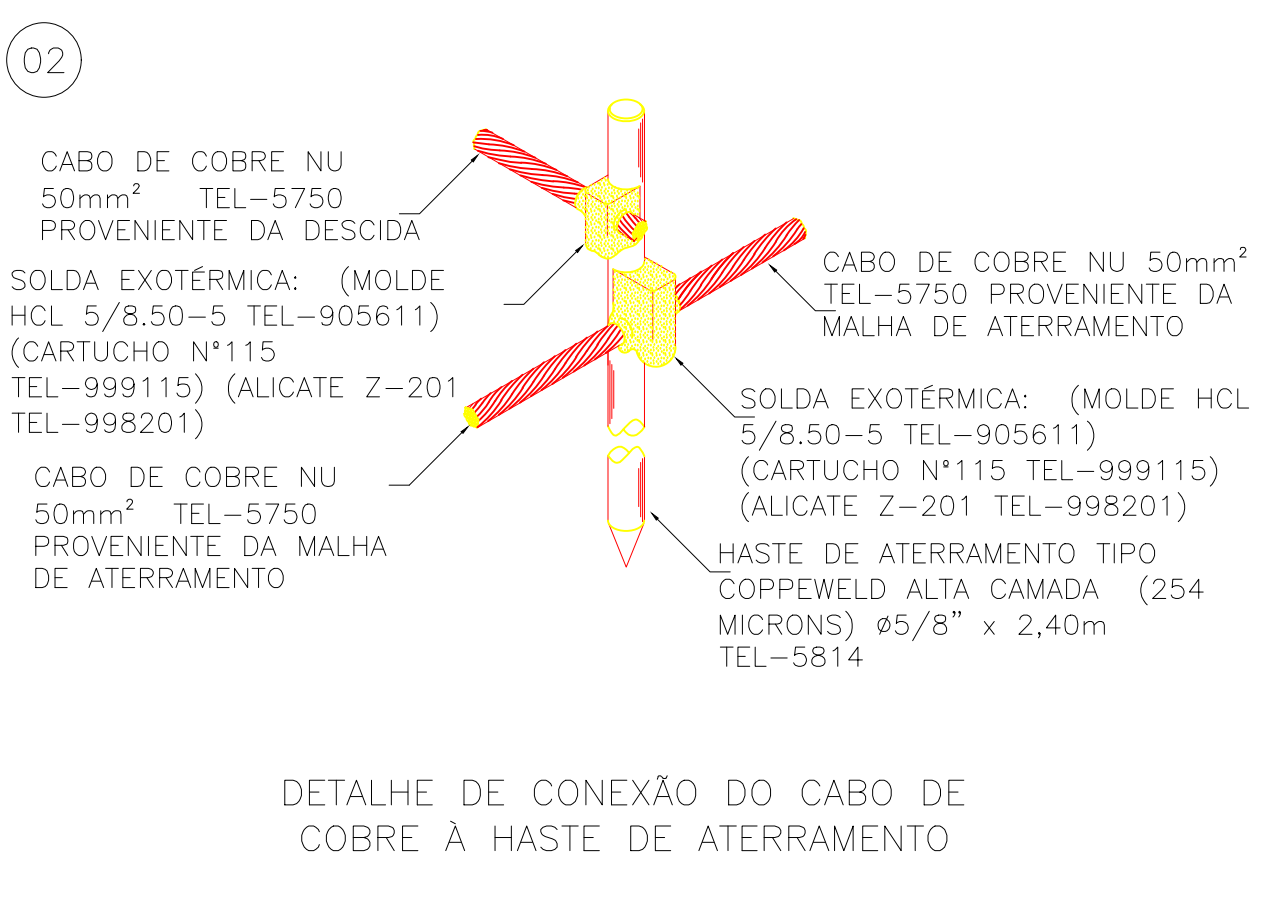 02
CABO DE COBRE NU
50mm² TEL-5750
PROVENIENTE DA DESCIDA
SOLDA EXOTÉRMICA: (MOLDE
HCL 5/8.50-5 TEL-905611)
(CARTUCHO Nº115
TEL-999115) (ALICATE Z-201
TEL-998201)
CABO DE COBRE NU
50mm² TEL-5750
PROVENIENTE DA MALHA
DE ATERRAMENTO
CABO DE COBRE NU 50mm²
TEL-5750 PROVENIENTE DA
MALHA DE ATERRAMENTO
SOLDA EXOTÉRMICA: (MOLDE HCL
5/8.50-5 TEL-905611)
(CARTUCHO Nº115 TEL-999115)
(ALICATE Z-201 TEL-998201)
HASTE DE ATERRAMENTO TIPO
COPPEWELD ALTA CAMADA (254
MICRONS) ø5/8" x 2,40m
TEL-5814
DETALHE DE CONEXÃO DO CABO DE
COBRE À HASTE DE ATERRAMENTO